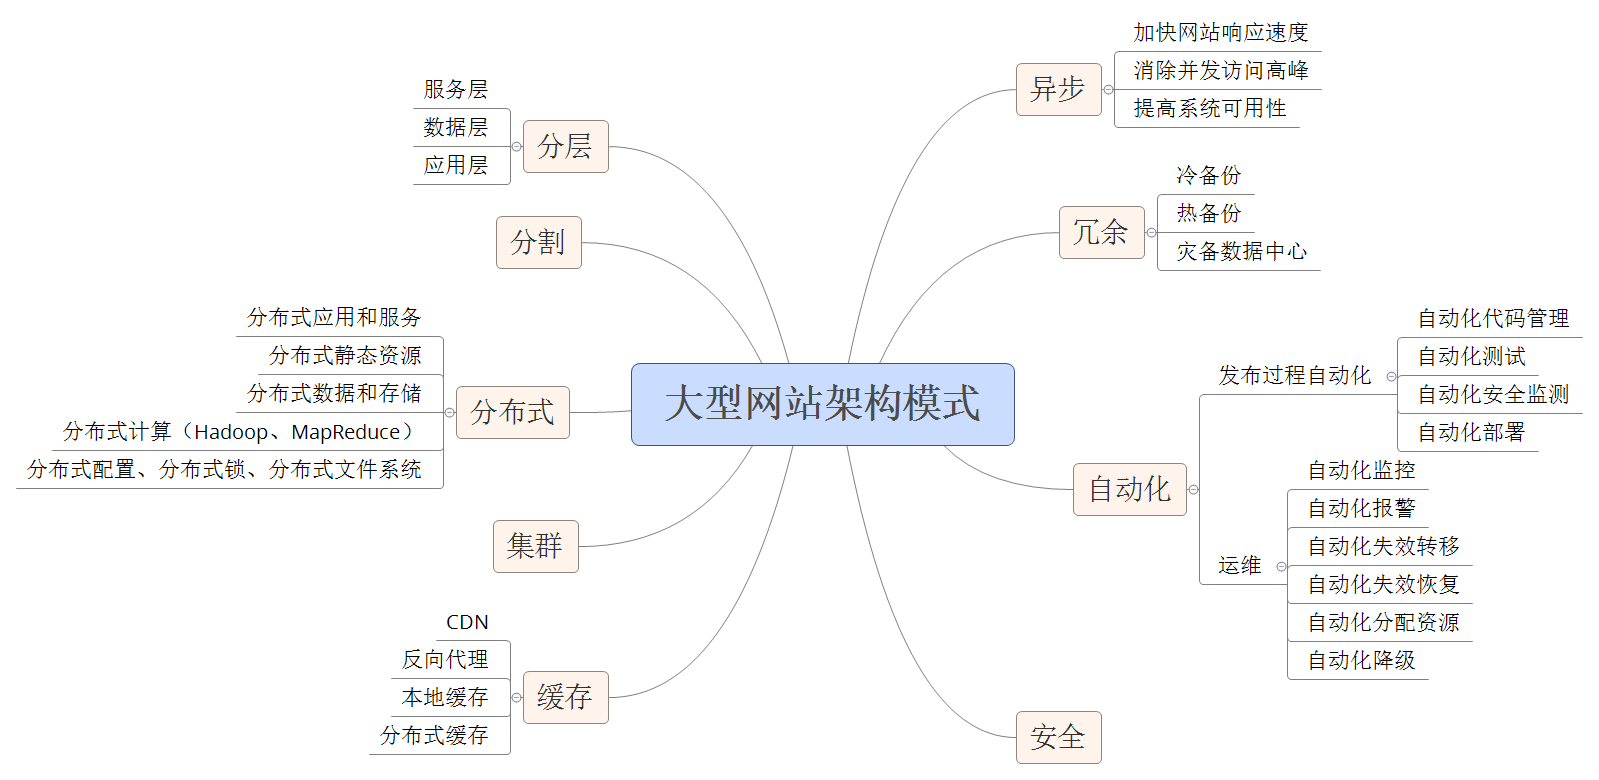 大型网站架构模式
分层
服务层
数据层
应用层
分割
分布式
分布式应用和服务
分布式静态资源
分布式数据和存储
分布式计算（Hadoop、MapReduce）
分布式配置、分布式锁、分布式文件系统
集群
缓存
CDN
反向代理
本地缓存
分布式缓存
异步
加快网站响应速度
消除并发访问高峰
提高系统可用性
冗余
冷备份
热备份
灾备数据中心
自动化
发布过程自动化
自动化代码管理
自动化测试
自动化安全监测
自动化部署
运维
自动化监控
自动化报警
自动化失效转移
自动化失效恢复
自动化分配资源
自动化降级
安全